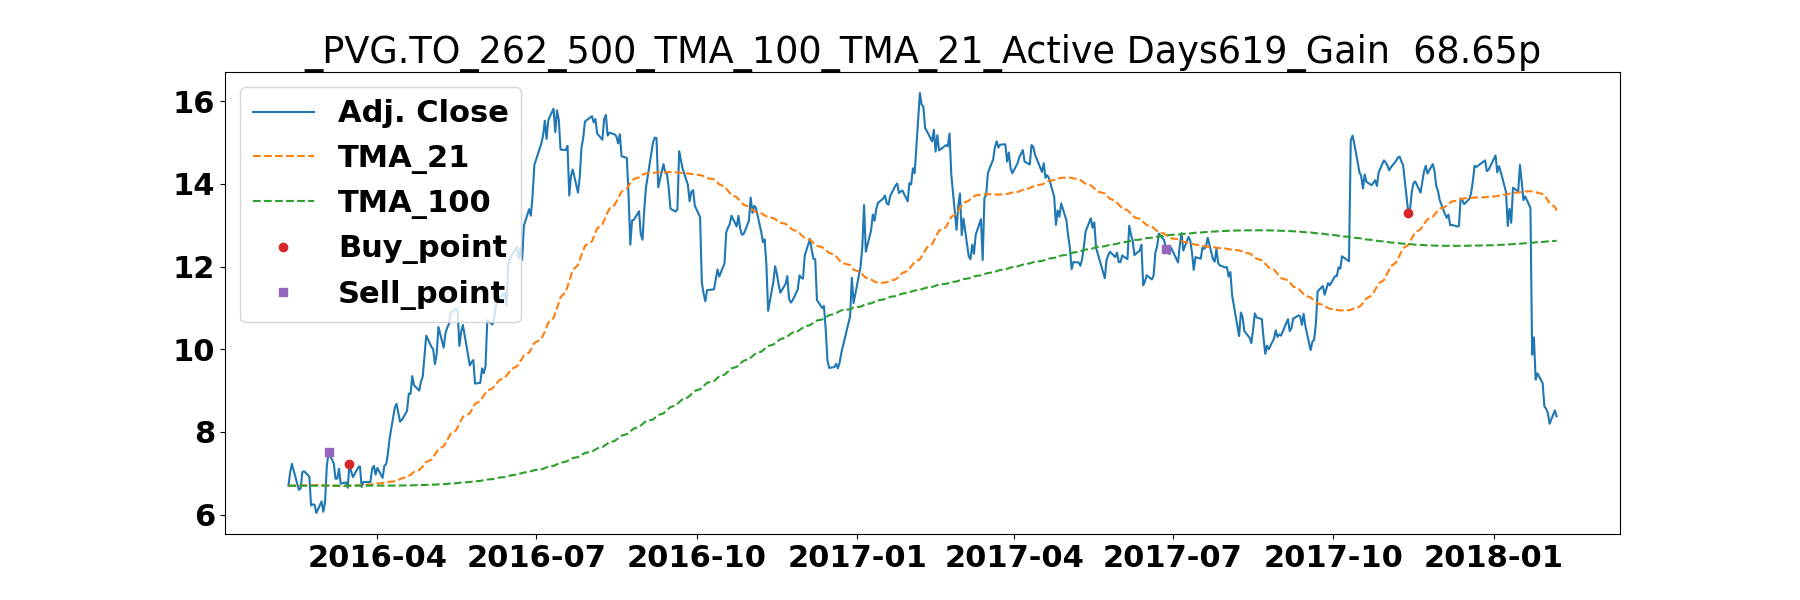 _PVG.TO_262_500_TMA_100_TMA_21_Active Days619_Gain  68.65p
Adj. Close
TMA_21
TMA_100
Buy_point
Sell_point
16
14
12
10
8
6
2016-04 2016-07 2016-10 2017-01 2017-04 2017-07 2017-10 2018-01